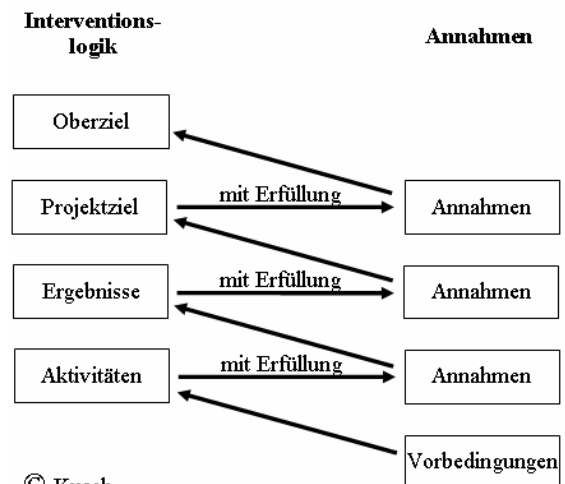 Interventions-
logik
Annahmen
Oberziel
Projektziel
mit Erfüllung
Annahmen
Ergebnisse
mit Erfüllung
Annahmen
Aktivitäten
mit Erfüllung
Annahmen
Vorbedingungen
©